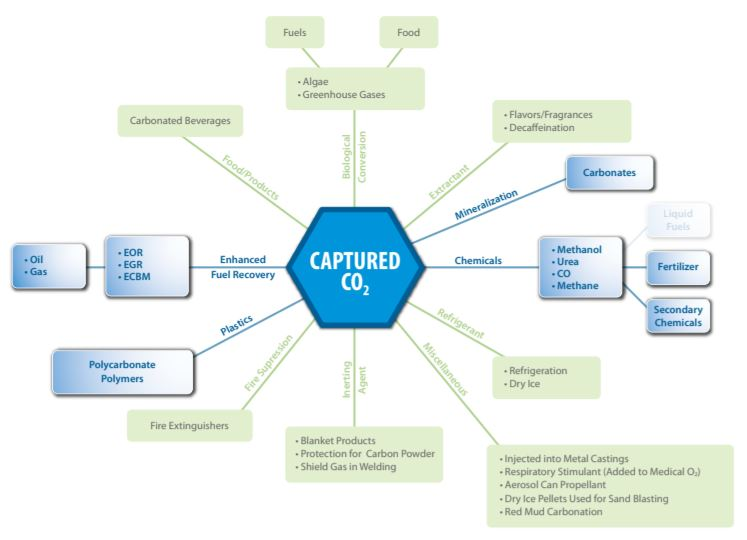 Fuels
Food
• Algae
• Greenhouse Gases
Carbonated Beverages
• Flavors/Fragrances
• Decaffeination
Food/Products
Biological
Conversion
Extractant
Mineralization
Carbonates
Liquid
Fuels
• Oil
• Gas
• EOR
• EGR
• ECBM
Enhanced
Fuel Recovery
CAPTURED
CO₂
Chemicals
• Methanol
• Urea
• CO
• Methane
Fertilizer
Secondary
Chemicals
Plastics
Polycarbonate
Polymers
Fire Supression
Fire Extinguishers
Inerting
Agent
• Blanket Products
• Protection for Carbon Powder
• Shield Gas in Welding
Refrigerant
• Refrigeration
• Dry Ice
Miscellaneous
• Injected into Metal Castings
• Respiratory Stimulant (Added to Medical O₂)
• Aerosol Can Propellant
• Dry Ice Pellets Used for Sand Blasting
• Red Mud Carbonation